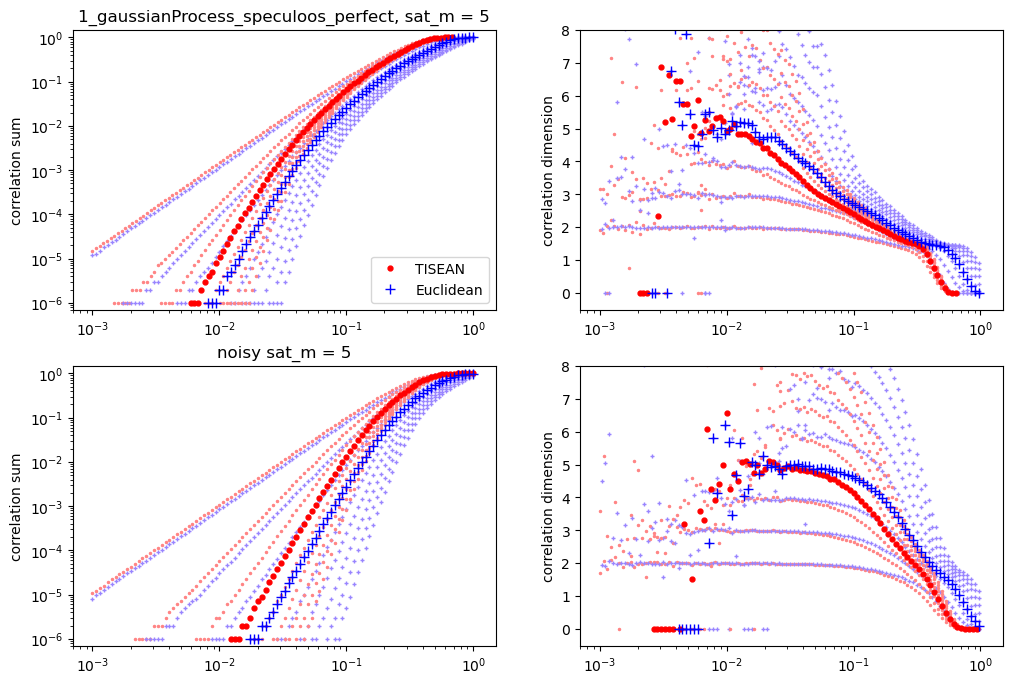 1_gaussianProcess_speculoos_perfect, sat_m = 5
correlation sum
10⁰
10⁻¹
10⁻²
10⁻³
10⁻⁴
10⁻⁵
10⁻⁶
TISEAN
Euclidean
10⁻³ 10⁻² 10⁻¹ 10⁰
correlation dimension
8
7
6
5
4
3
2
1
0
10⁻³ 10⁻² 10⁻¹ 10⁰
noisy sat_m = 5
correlation sum
10⁰
10⁻¹
10⁻²
10⁻³
10⁻⁴
10⁻⁵
10⁻⁶
10⁻³ 10⁻² 10⁻¹ 10⁰
correlation dimension
8
7
6
5
4
3
2
1
0
10⁻³ 10⁻² 10⁻¹ 10⁰